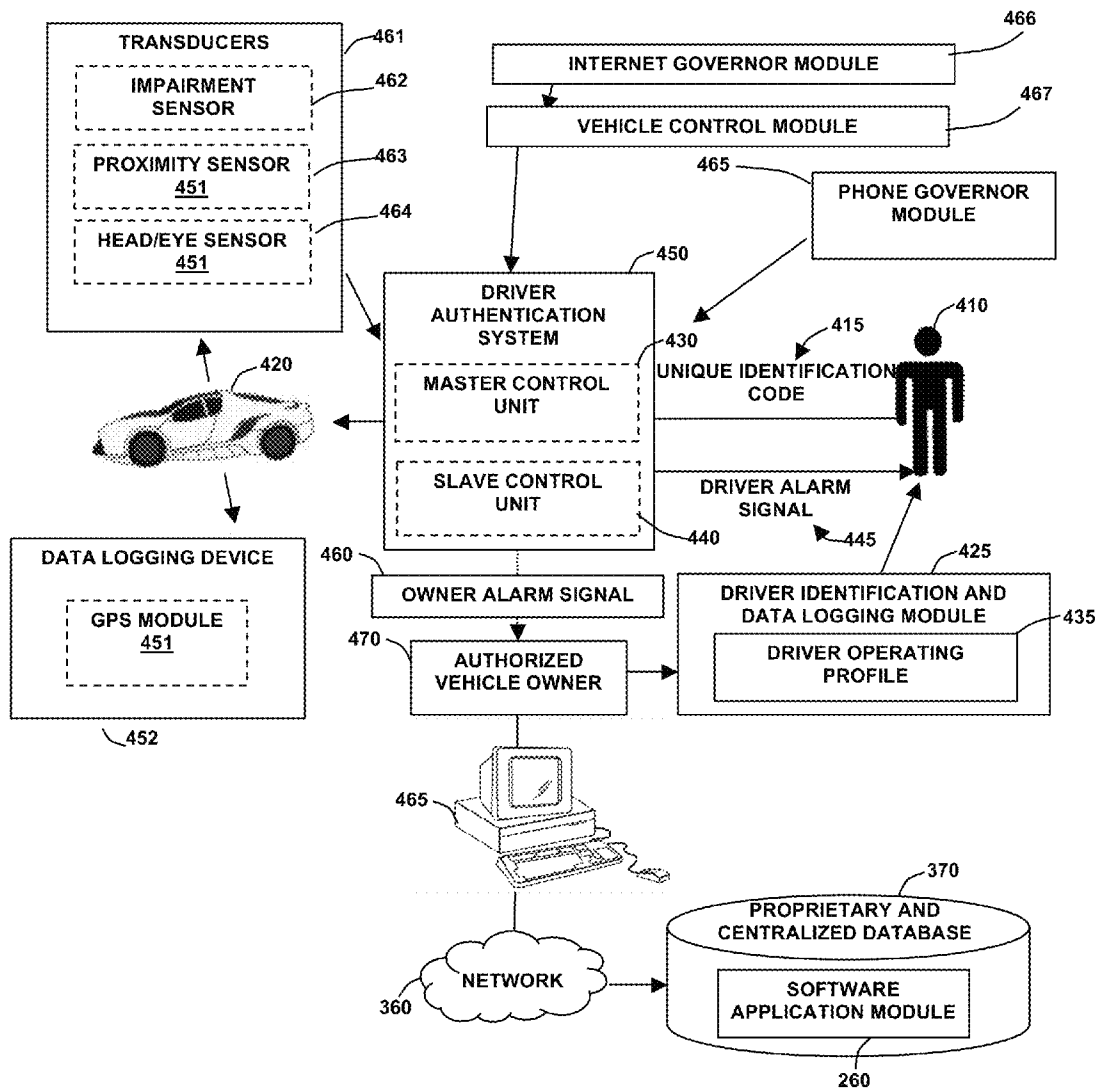 TRANSDUCERS
461
IMPAIRMENT
SENSOR
462
PROXIMITY SENSOR
451
463
HEAD/EYE SENSOR
451
464
466
INTERNET GOVERNOR MODULE
467
VEHICLE CONTROL MODULE
465
PHONE GOVERNOR
MODULE
450
DRIVER
AUTHENTICATION
SYSTEM
430
MASTER CONTROL
UNIT
SLAVE CONTROL
UNIT
440
415
UNIQUE IDENTIFICATION
CODE
410
DRIVER ALARM
SIGNAL
445
420
DATA LOGGING DEVICE
GPS MODULE
451
452
460
OWNER ALARM SIGNAL
470
AUTHORIZED
VEHICLE OWNER
425
DRIVER IDENTIFICATION AND
DATA LOGGING MODULE
435
DRIVER OPERATING
PROFILE
465
NETWORK
360
370
PROPRIETARY AND
CENTRALIZED DATABASE
SOFTWARE
APPLICATION MODULE
260